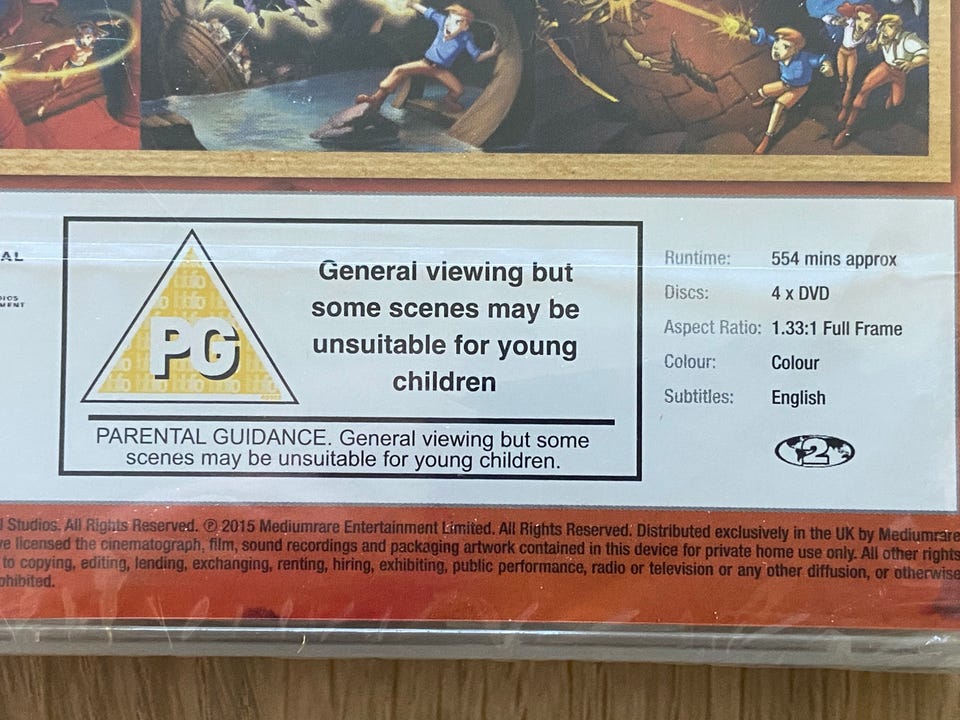 AL
MENT
PG
General viewing but
some scenes may be
unsuitable for young
children
PARENTAL GUIDANCE. General viewing but some
scenes may be unsuitable for young children.
Runtime: 554 mins approx
Discs: 4 x DVD
Aspect Ratio: 1.33:1 Full Frame
Colour: Colour
Subtitles: English
2
l Studios. All Rights Reserved. ℗ 2015 Mediumrare Entertainment Limited. All Rights Reserved. Distributed exclusively in the UK by Mediumrare
ve licensed the cinematograph, film, sound recordings and packaging artwork contained in this device for private home use only. All other rights
to copying, editing, lending, exchanging, renting, hiring, exhibiting, public performance, radio or television or any other diffusion, or otherwise
ohibited.